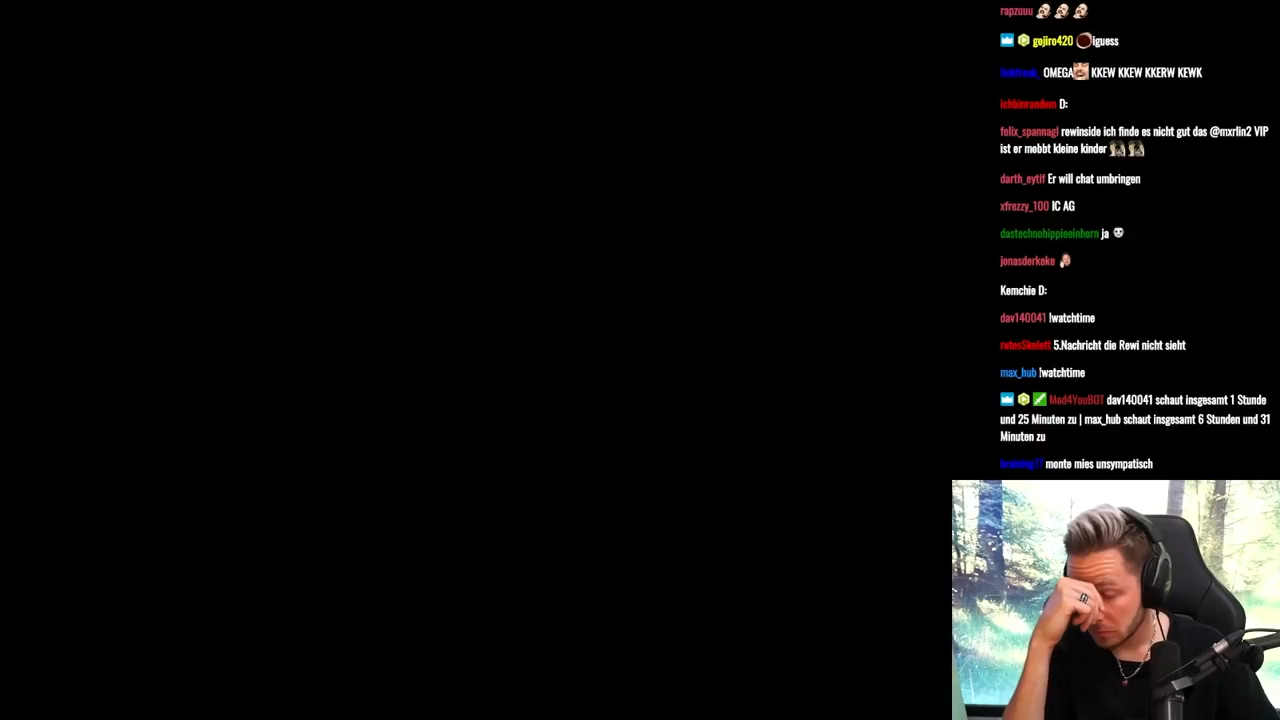 rapzuuu
gojiro420 iguess
OMEGA KKEW KKEW KKERW KEWK
ichbinrandom D:
felix_spannagl rewinside ich finde es nicht gut das @mxrlin2 VIP
ist er mobbt kleine kinder
darth_eytif Er will chat umbringen
xfrezzy_100 IC AG
dastechnohippieeinhorn ja
jonasderkeke
Kemchie D:
dav140041 !watchtime
rotesSkelett 5.Nachricht die Rewi nicht sieht
max_hub !watchtime
Mod4YouBOT dav140041 schaut insgesamt 1 Stunde
und 25 Minuten zu | max_hub schaut insgesamt 6 Stunden und 31
Minuten zu
monte mies unsympatisch